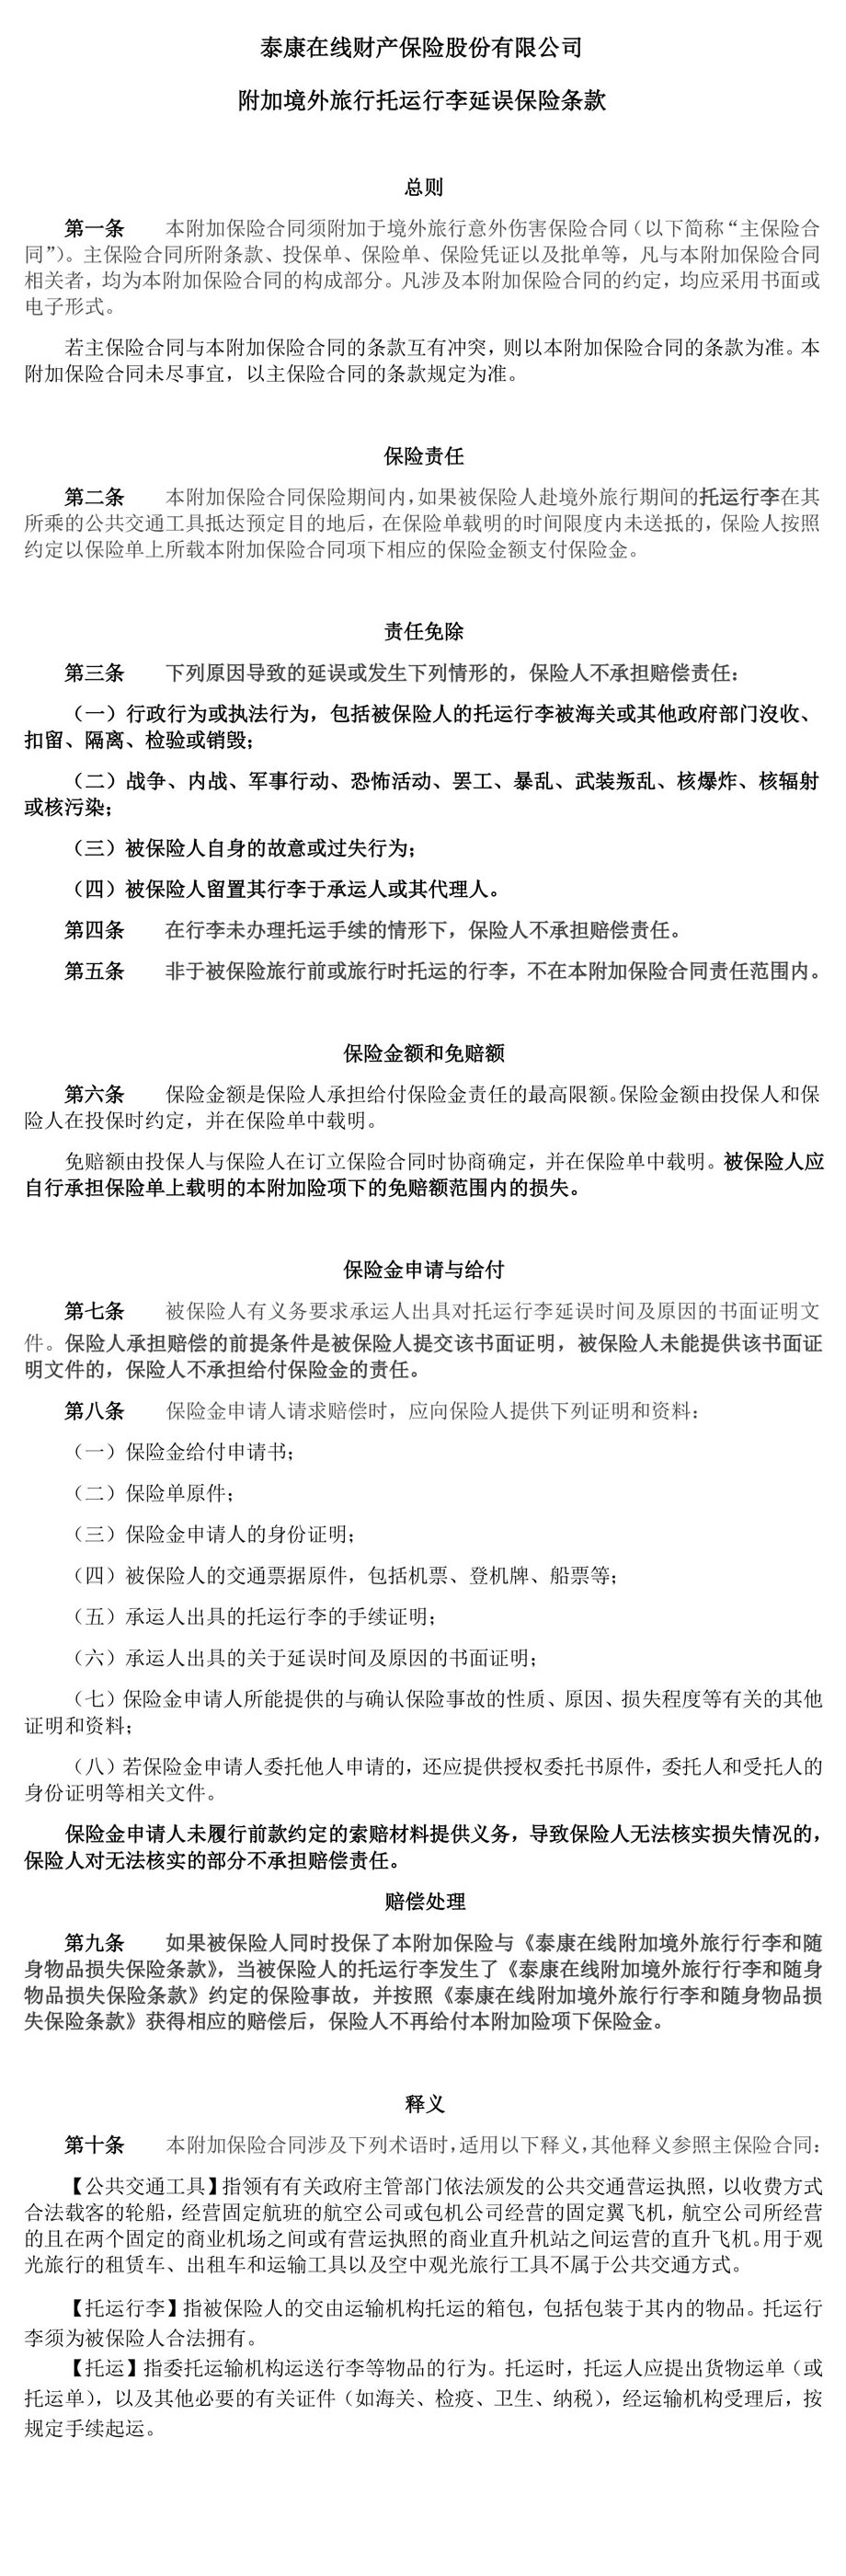 泰康在线财产保险股份有限公司
附加境外旅行托运行李延误保险条款
总则
第一条 本附加保险合同须附加于境外旅行意外伤害保险合同（以下简称“主保险合
同”）。主保险合同所附条款、投保单、保险单、保险凭证以及批单等，凡与本附加保险合同
相关者，均为本附加保险合同的构成部分。凡涉及本附加保险合同的约定，均应采用书面或
电子形式。
若主保险合同与本附加保险合同的条款互有冲突，则以本附加保险合同的条款为准。本
附加保险合同未尽事宜，以主保险合同的条款规定为准。
保险责任
第二条 本附加保险合同保险期间内，如果被保险人赴境外旅行期间的托运行李在其
所乘的公共交通工具抵达预定目的地后，在保险单载明的时间限度内未送抵的，保险人按照
约定以保险单上所载本附加保险合同项下相应的保险金额支付保险金。
责任免除
第三条 下列原因导致的延误或发生下列情形的，保险人不承担赔偿责任：
（一）行政行为或执法行为，包括被保险人的托运行李被海关或其他政府部门没收、
扣留、隔离、检验或销毁；
（二）战争、内战、军事行动、恐怖活动、罢工、暴乱、武装叛乱、核爆炸、核辐射
或核污染；
（三）被保险人自身的故意或过失行为；
（四）被保险人留置其行李于承运人或其代理人。
第四条 在行李未办理托运手续的情形下，保险人不承担赔偿责任。
第五条 非于被保险旅行前或旅行时托运的行李，不在本附加保险合同责任范围内。
保险金额和免赔额
第六条 保险金额是保险人承担给付保险金责任的最高限额。保险金额由投保人和保
险人在投保时约定，并在保险单中载明。
免赔额由投保人与保险人在订立保险合同时协商确定，并在保险单中载明。被保险人应
自行承担保险单上载明的本附加险项下的免赔额范围内的损失。
保险金申请与给付
第七条 被保险人有义务要求承运人出具对托运行李延误时间及原因的书面证明文
件。保险人承担赔偿的前提条件是被保险人提交该书面证明，被保险人未能提供该书面证
明文件的，保险人不承担给付保险金的责任。
第八条 保险金申请人请求赔偿时，应向保险人提供下列证明和资料：
（一）保险金给付申请书；
（二）保险单原件；
（三）保险金申请人的身份证明；
（四）被保险人的交通票据原件，包括机票、登机牌、船票等；
（五）承运人出具的托运行李的手续证明；
（六）承运人出具的关于延误时间及原因的书面证明；
（七）保险金申请人所能提供的与确认保险事故的性质、原因、损失程度等有关的其他
证明和资料；
（八）若保险金申请人委托他人申请的，还应提供授权委托书原件，委托人和受托人的
身份证明等相关文件。
保险金申请人未履行前款约定的索赔材料提供义务，导致保险人无法核实损失情况的，
保险人对无法核实的部分不承担赔偿责任。
赔偿处理
第九条 如果被保险人同时投保了本附加保险与《泰康在线附加境外旅行行李和随
身物品损失保险条款》，当被保险人的托运行李发生了《泰康在线附加境外旅行行李和随身
物品损失保险条款》约定的保险事故，并按照《泰康在线附加境外旅行行李和随身物品损
失保险条款》获得相应的赔偿后，保险人不再给付本附加险项下保险金。
释义
第十条 本附加保险合同涉及下列术语时，适用以下释义，其他释义参照主保险合同：
【公共交通工具】指领有有关政府主管部门依法颁发的公共交通营运执照，以收费方式
合法载客的轮船，经营固定航班的航空公司或包机公司经营的固定翼飞机，航空公司所经营
的且在两个固定的商业机场之间或有营运执照的商业直升机站之间运营的直升飞机。用于观
光旅行的租赁车、出租车和运输工具以及空中观光旅行工具不属于公共交通方式。
【托运行李】指被保险人的交由运输机构托运的箱包，包括包装于其内的物品。托运行
李须为被保险人合法拥有。
【托运】指委托运输机构运送行李等物品的行为。托运时，托运人应提出货物运单（或
托运单），以及其他必要的有关证件（如海关、检疫、卫生、纳税），经运输机构受理后，按
规定手续起运。